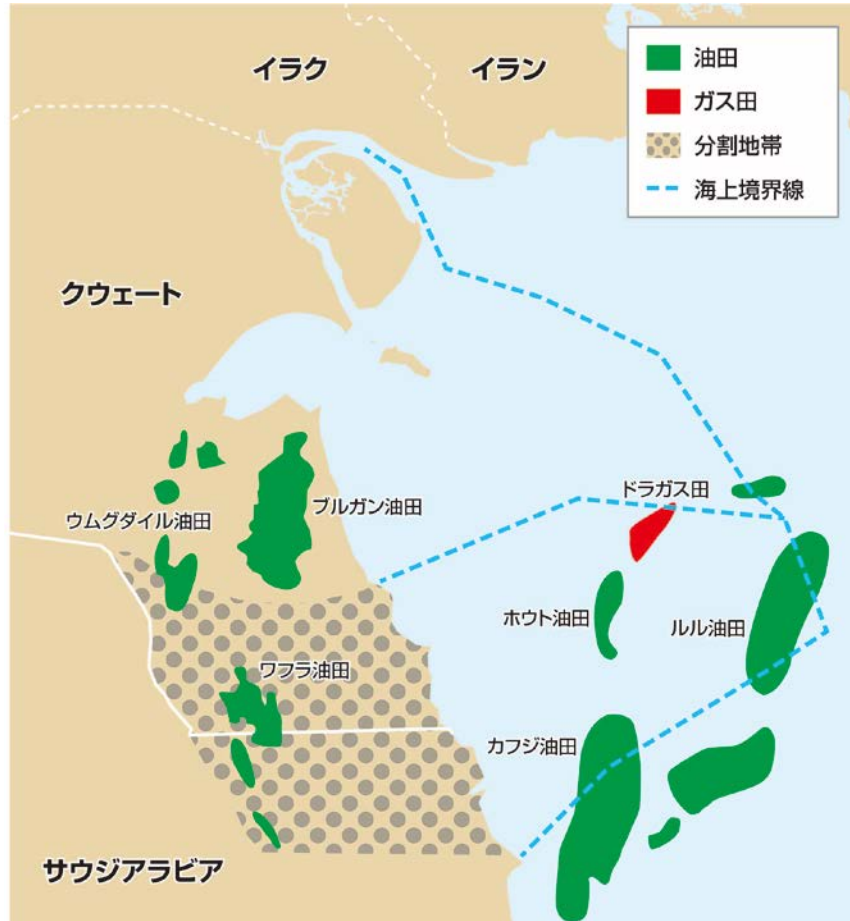 イラク
イラン
油田
ガス田
分割地帯
海上境界線
クウェート
ドラガス田
ブルガン油田
ウムグダイル油田
ホウト油田
ルル油田
ワフラ油田
カフジ油田
サウジアラビア